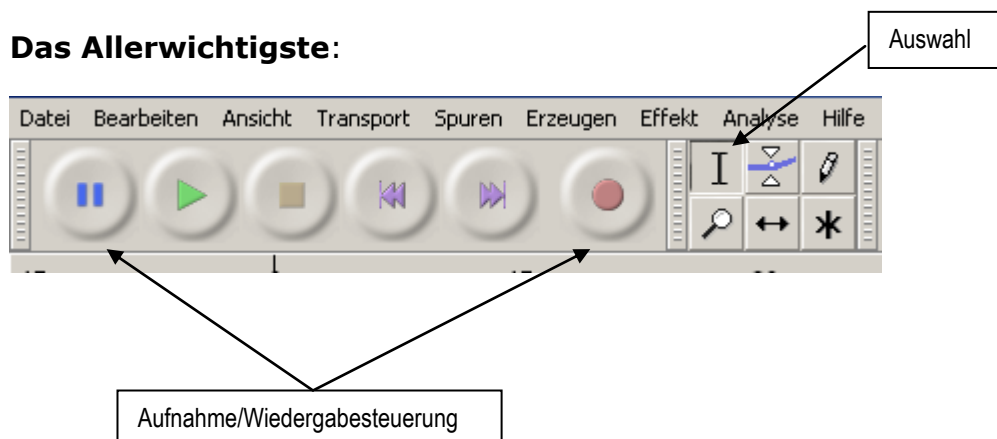 Das Allerwichtigste:
Auswahl
Datei Bearbeiten Ansicht Transport Spuren Erzeugen Effekt Analyse Hilfe
Aufnahme/Wiedergabesteuerung